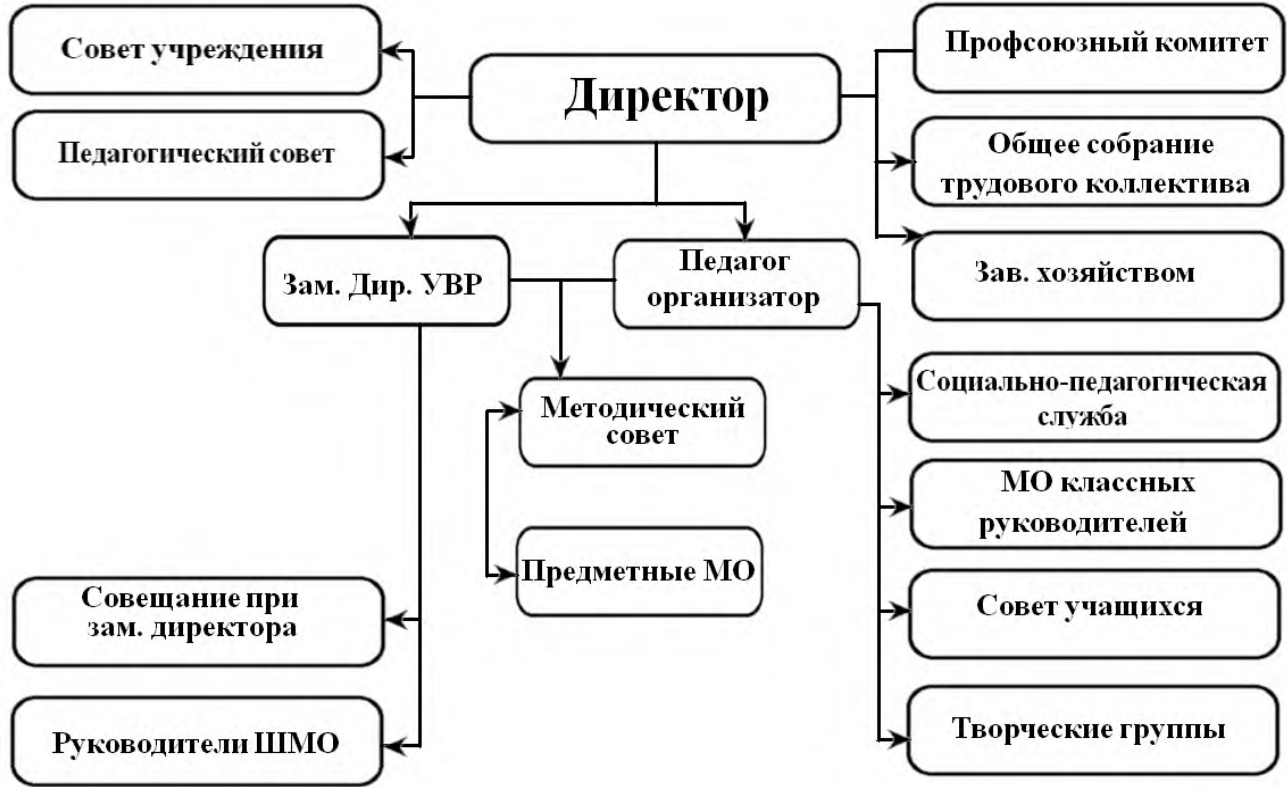 Совет учреждения
Профсоюзный комитет
Директор
Педагогический совет
Общее собрание
трудового коллектива
Зам. Дир. УВР
Педагог
организатор
Зав. хозяйством
Социально-педагогическая
служба
Методический
совет
МО классных
руководителей
Предметные МО
Совещание при
зам. директора
Совет учащихся
Руководители ШМО
Творческие группы